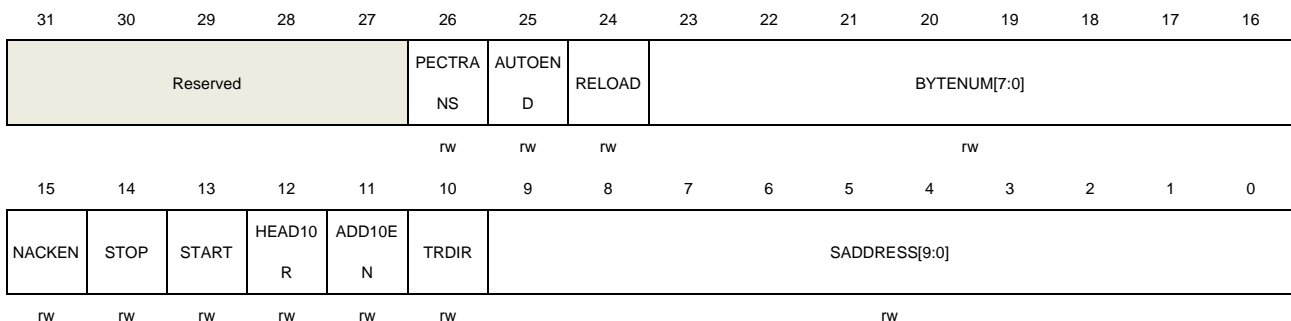 31 30 29 28 27 26 25 24 23 22 21 20 19 18 17 16
Reserved PECTRA AUTOEN RELOAD BYTENUM[7:0]
NS D
rw rw rw rw
15 14 13 12 11 10 9 8 7 6 5 4 3 2 1 0
NACKEN STOP START HEAD10 ADD10E TRDIR SADDRESS[9:0]
R N
rw rw rw rw rw rw rw